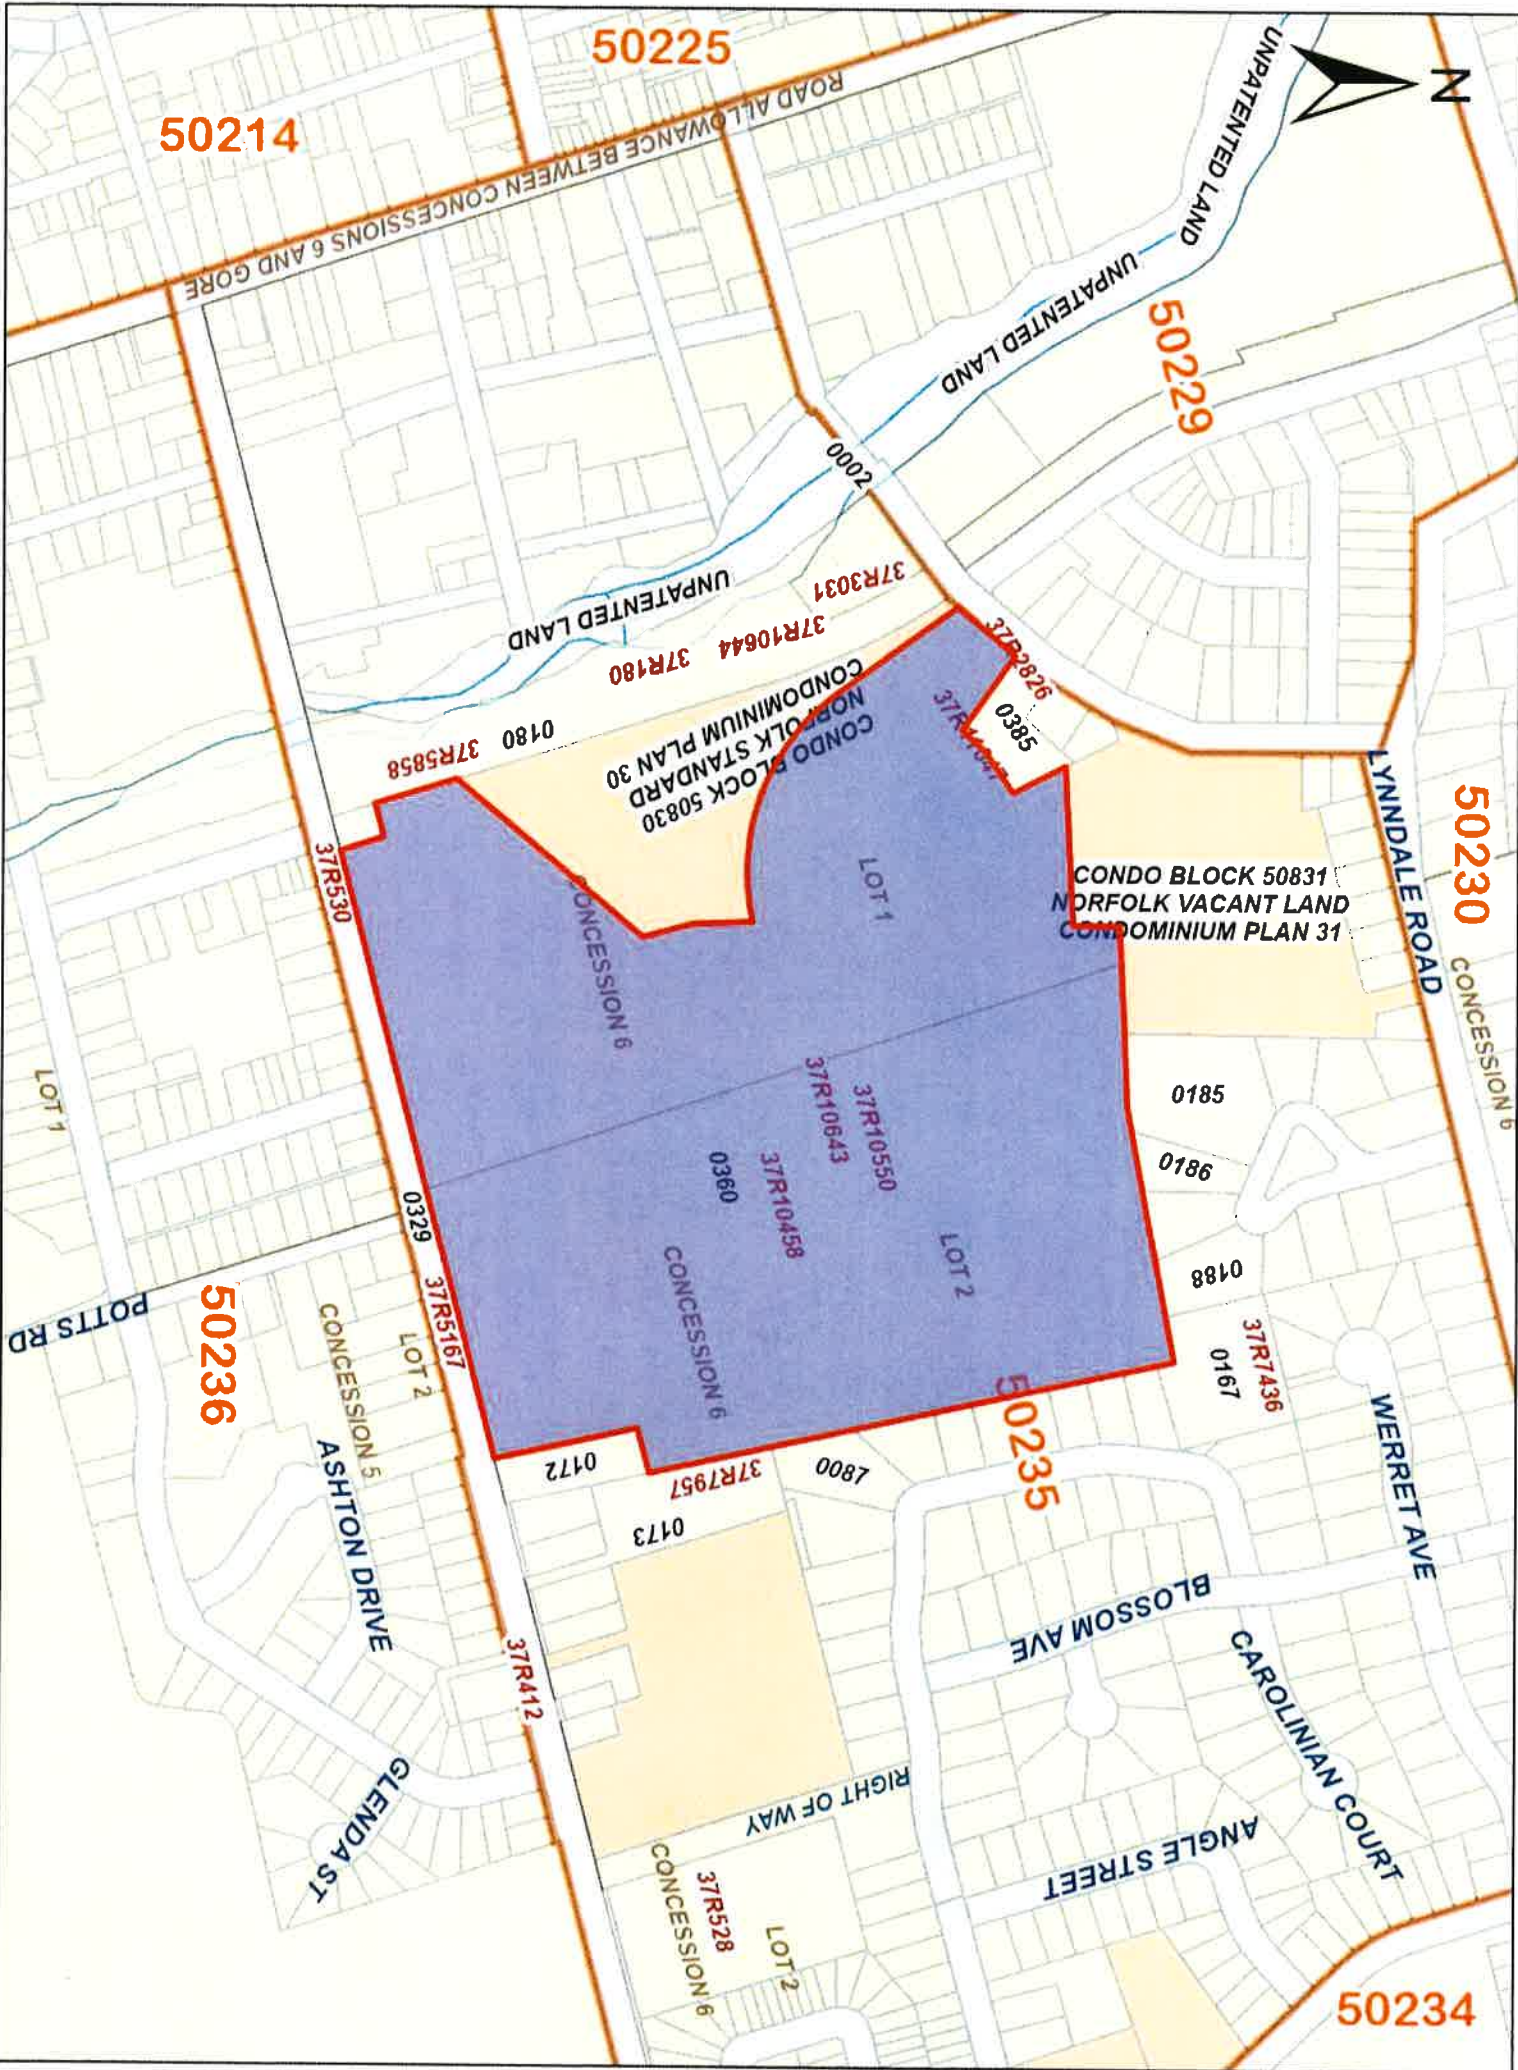 50225
50214
ROAD ALLOWANCE BETWEEN CONCESSIONS 6 AND GORE
N
UNPATENTED LAND
UNPATENTED LAND
50229
0002
UNPATENTED LAND
37R3031
37R10644
37R180
0180
37R5858
CONDO BLOCK 50830
NORFOLK STANDARD
CONDOMINIUM PLAN 30
37R2826
0385
37R11047
37R530
LOT 1
CONCESSION 6
CONDO BLOCK 50831
NORFOLK VACANT LAND
CONDOMINIUM PLAN 31
LYNNDALE ROAD
50230
CONCESSION 6
LOT 1
37R10643
37R10550
0360
37R10458
CONCESSION 6
LOT 2
0185
0186
0188
0167
37R7436
0329
37R5167
POTTS RD
50236
CONCESSION 5
LOT 2
ASHTON DRIVE
0172
37R7957
0087
0173
50235
WERRET AVE
BLOSSOM AVE
CAROLINIAN COURT
37R412
GLENDA ST
RIGHT OF WAY
ANGLE STREET
CONCESSION 6
37R528
LOT 2
50234